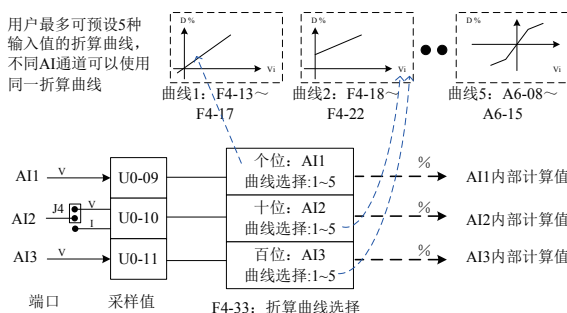 用户最多可预设5种
输入值的折算曲线，
不同AI通道可以使用
同一折算曲线
D %
Vi
曲线1：F4-13～
F4-17
D %
Vi
曲线2：F4-18～
F4-22
D %
Vi
曲线5：A6-08～
A6-15
AI1
V
U0-09
个位：AI1
曲线选择:1~5
%
AI1内部计算值
AI2
J4
V
I
U0-10
十位：AI2
曲线选择:1~5
%
AI2内部计算值
AI3
V
U0-11
百位：AI3
曲线选择:1~5
%
AI3内部计算值
端口
采样值
F4-33：折算曲线选择